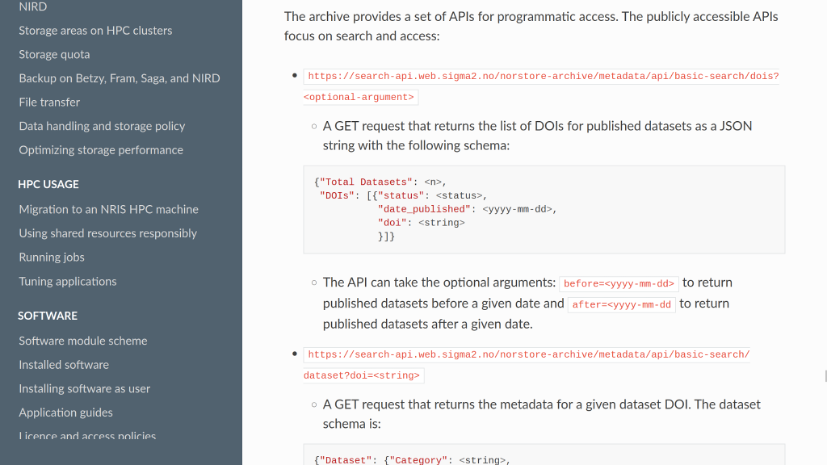 NIRD
Storage areas on HPC clusters
Storage quota
Backup on Betzy, Fram, Saga, and NIRD
File transfer
Data handling and storage policy
Optimizing storage performance
HPC USAGE
Migration to an NRIS HPC machine
Using shared resources responsibly
Running jobs
Tuning applications
SOFTWARE
Software module scheme
Installed software
Installing software as user
Application guides
Licence and access policies
The archive provides a set of APIs for programmatic access. The publicly accessible APIs
focus on search and access:
• https://search-api.web.sigma2.no/norstore-archive/metadata/api/basic-search/dois?
<optional-argument>
○ A GET request that returns the list of DOIs for published datasets as a JSON
string with the following schema:
{"Total Datasets": <n>,
"DOIs": [{"status": <status>,
"date_published": <yyyy-mm-dd>,
"doi": <string>
}]}
○ The API can take the optional arguments: before=<yyyy-mm-dd> to return
published datasets before a given date and after=<yyyy-mm-dd to return
published datasets after a given date.
• https://search-api.web.sigma2.no/norstore-archive/metadata/api/basic-search/
dataset?doi=<string>
○ A GET request that returns the metadata for a given dataset DOI. The dataset
schema is:
{"Dataset": {"Category": <string>,